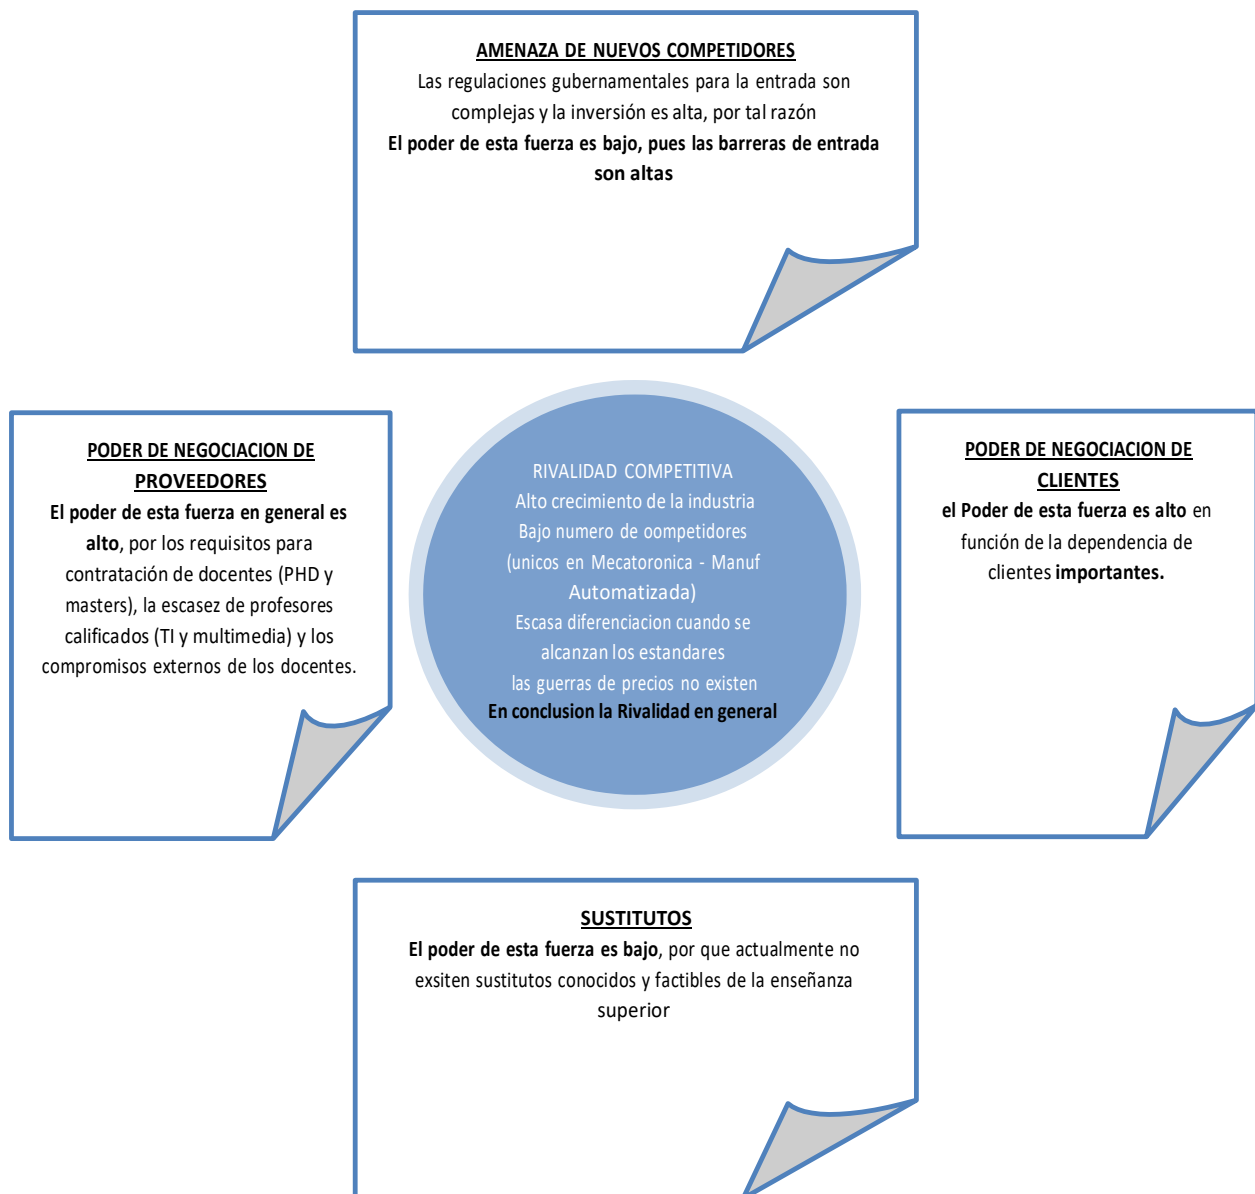 AMENAZA DE NUEVOS COMPETIDORES
Las regulaciones gubernamentales para la entrada son
complejas y la inversión es alta, por tal razón
El poder de esta fuerza es bajo, pues las barreras de entrada
son altas
PODER DE NEGOCIACION DE
PROVEEDORES
El poder de esta fuerza en general es
alto, por los requisitos para
contratación de docentes (PHD y
masters), la escasez de profesores
calificados (TI y multimedia) y los
compromisos externos de los docentes.
RIVALIDAD COMPETITIVA
Alto crecimiento de la industria
Bajo numero de oompetidores
(unicos en Mecatoronica - Manuf
Automatizada)
Escasa diferenciacion cuando se
alcanzan los estandares
las guerras de precios no existen
En conclusion la Rivalidad en general
PODER DE NEGOCIACION DE
CLIENTES
el Poder de esta fuerza es alto en
función de la dependencia de
clientes importantes.
SUSTITUTOS
El poder de esta fuerza es bajo, por que actualmente no
exsiten sustitutos conocidos y factibles de la enseñanza
superior